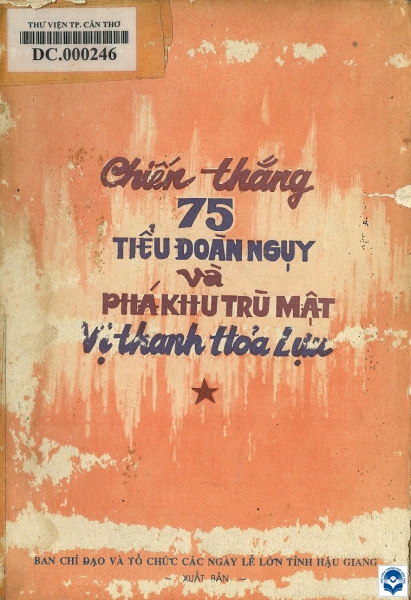 THƯ VIỆN TP. CẦN THƠ
DC.000246
Chiến thắng
75
TIỂU ĐOÀN NGỤY
và
PHÁ KHU TRÙ MẬT
Vị thanh Hỏa Lựu
BAN CHỈ ĐẠO VÀ TỔ CHỨC CÁC NGÀY LỄ LỚN TỈNH HẬU GIANG
– XUẤT BẢN –